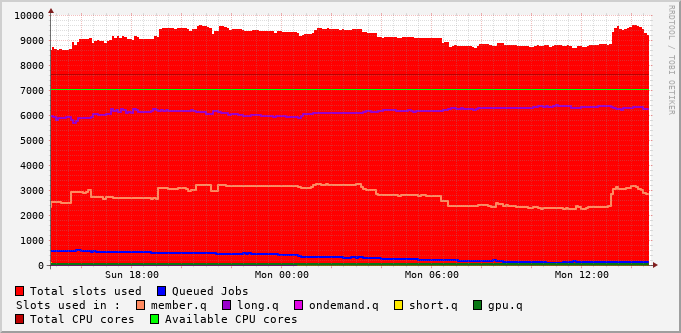 10000
9000
8000
7000
6000
5000
4000
3000
2000
1000
0
Sun 18:00 Mon 00:00 Mon 06:00 Mon 12:00
Total slots used Queued Jobs
Slots used in : member.q long.q ondemand.q short.q gpu.q
Total CPU cores Available CPU cores
RRDTOOL / TOBI OETIKER